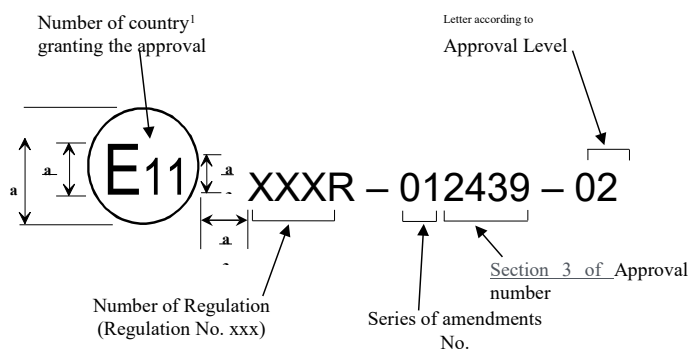 Number of country1
granting the approval
Letter according to
Approval Level
a
a
E11
a
XXXR – 012439 – 02
a
Section 3 of Approval
number
Number of Regulation
(Regulation No. xxx)
Series of amendments
No.